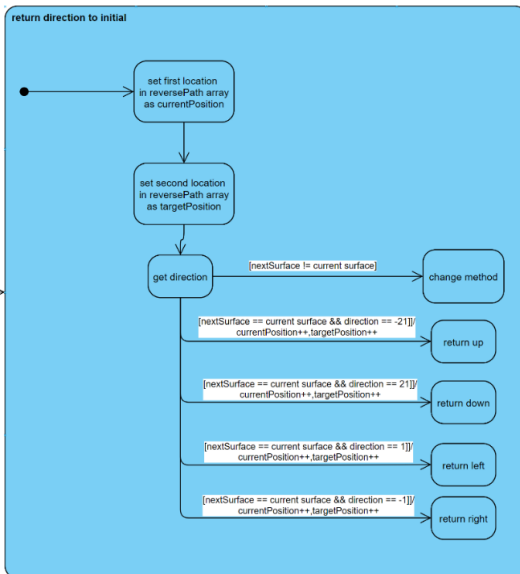 return direction to initial
set first location
in reversePath array
as currentPosition
set second location
in reversePath array
as targetPosition
get direction
[nextSurface != current surface]
change method
[nextSurface == current surface && direction == -21]]/
currentPosition++,targetPosition++
return up
[nextSurface == current surface && direction == 21]]/
currentPosition++,targetPosition++
return down
[nextSurface == current surface && direction == 1]]/
currentPosition++,targetPosition++
return left
[nextSurface == current surface && direction == -1]]/
currentPosition++,targetPosition++
return right